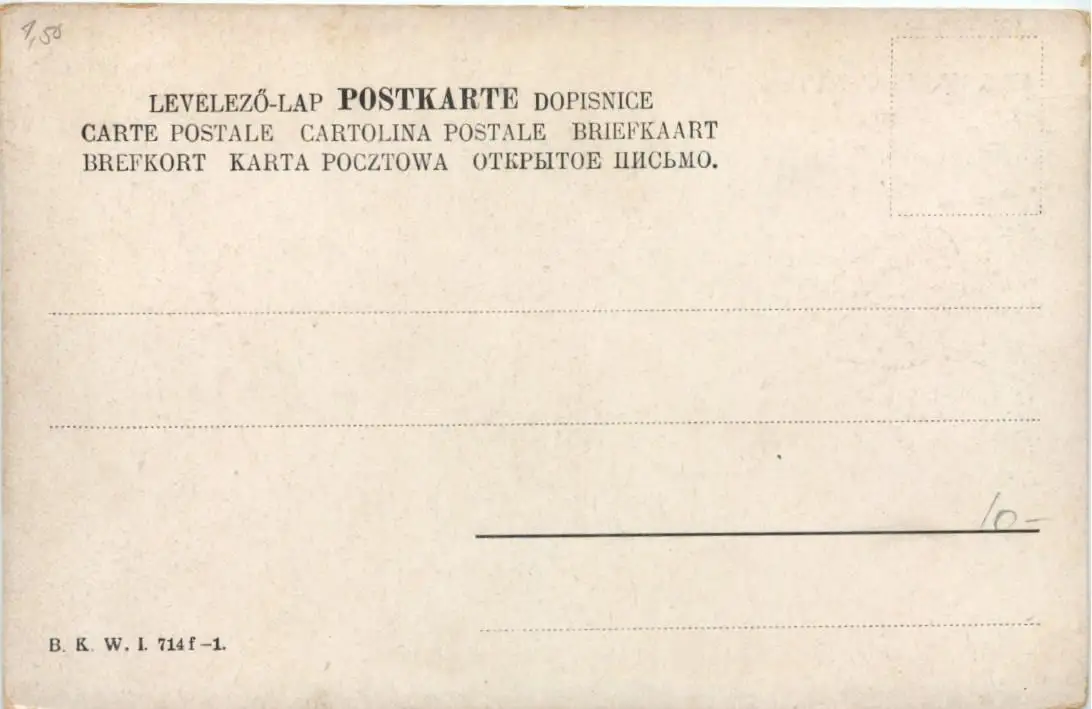 1,50
LEVELEZŐ-LAP POSTKARTE DOPISNICE
CARTE POSTALE CARTOLINA POSTALE BRIEFKAART
BREFKORT KARTA POCZTOWA ОТКРЫТОЕ ПИСЬМО.
10-
B. K. W. I. 714 f-1.